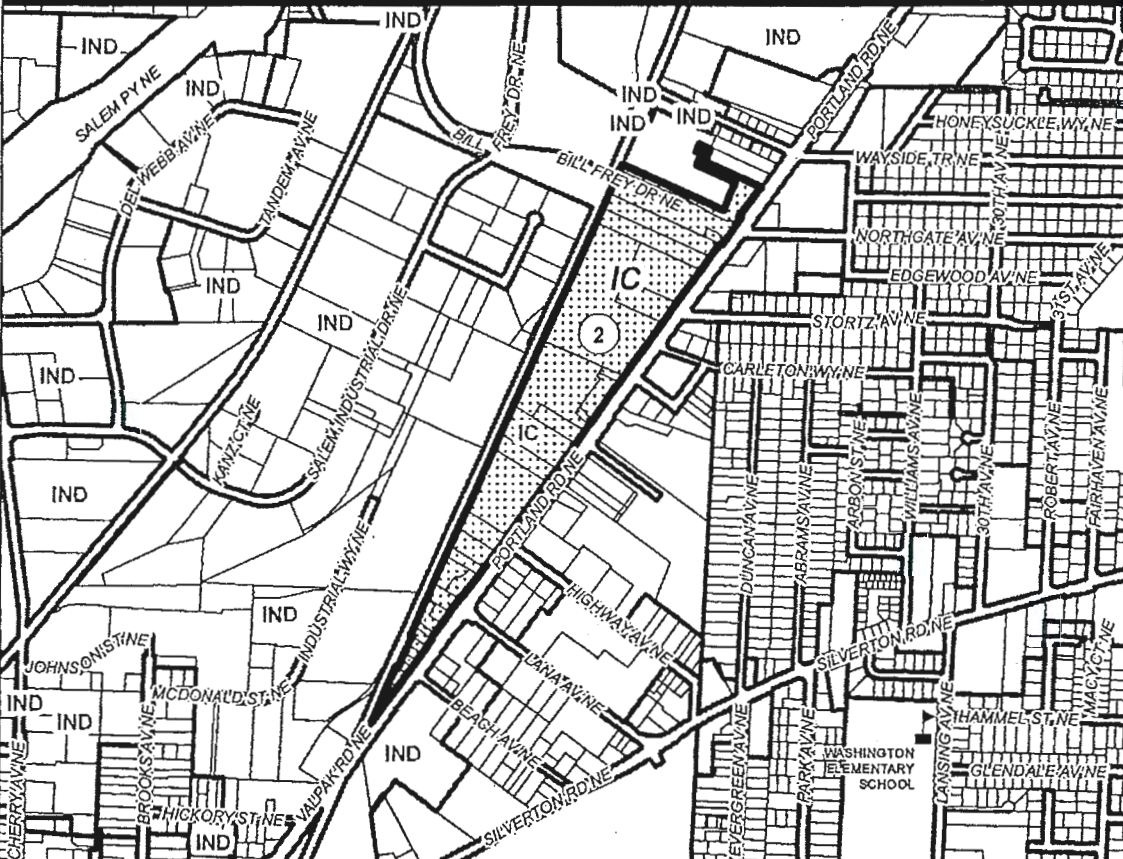 IND
IND
IND
SALEM PY NE
IND
DEL WEBB AV NE
TANDEM AV NE
BILL FREY DR NE
BILL FREY DR NE
IND
IND
IND
PORTLAND RD NE
HONEYSUCKLE WY NE
WAYSIDE TR NE
30TH AV NE
NORTHGATE AV NE
EDGEWOOD AV NE
31ST AV NE
IND
IC
2
IND
STORTZ AV NE
CARLETON WY NE
IND
SALEM INDUSTRIAL DR NE
KANZ CT NE
IC
IND
PORTLAND RD NE
DUNCAN AV NE
ABRAMS AV NE
ARBON ST NE
WILLIAMS AV NE
30TH AV NE
ROBERT AV NE
FAIRHAVEN AV NE
INDUSTRIAL WY NE
IND
HIGHWAY AV NE
SILVERTON RD NE
JOHNSON ST NE
LANA AV NE
MCDONALD ST NE
BEACH AV NE
IND
IND
IND
VALPAK RD NE
CHERRY AV NE
BROOKS AV NE
HICKORY ST NE
IND
SILVERTON RD NE
EVERGREEN AV NE
PARK AV NE
WASHINGTON
ELEMENTARY
SCHOOL
LANSING AV NE
HAMMEL ST NE
MACY CT NE
GLENDALE AV NE